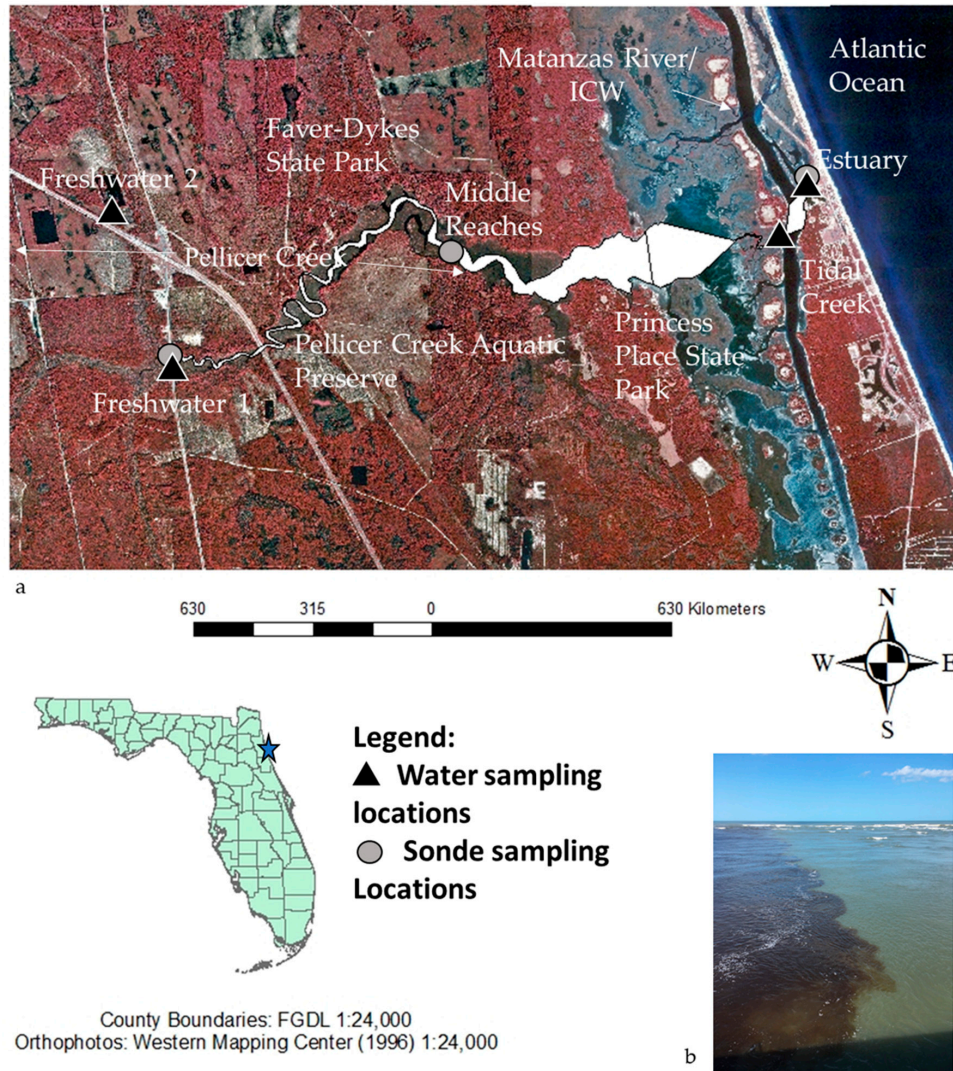 Atlantic
Ocean
Matanzas River/
ICW
Faver-Dykes
State Park
Estuary
Freshwater 2
Middle
Reaches
Pellicer Creek
Tidal
Creek
Princess
Place State
Park
Pellicer Creek Aquatic
Preserve
Freshwater 1
a
630 315 0 630 Kilometers
N
W E
S
Legend:
Water sampling
locations
Sonde sampling
Locations
County Boundaries: FGDL 1:24,000
Orthophotos: Western Mapping Center (1996) 1:24,000
b